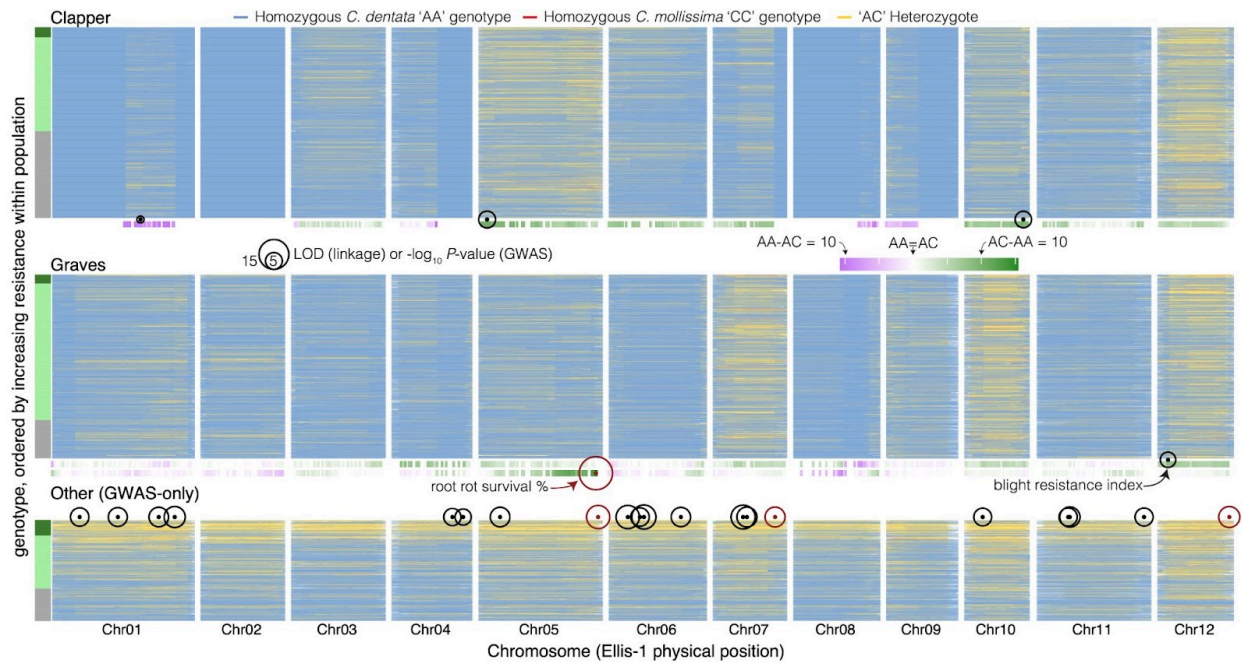 Clapper
Homozygous C. dentata 'AA' genotype
Homozygous C. mollissima 'CC' genotype
'AC' Heterozygote
genotype, ordered by increasing resistance within population
15 5 LOD (linkage) or -log10 P-value (GWAS)
AA-AC = 10
AA=AC
AC-AA = 10
Graves
root rot survival %
blight resistance index
Other (GWAS-only)
Chr01 Chr02 Chr03 Chr04 Chr05 Chr06 Chr07 Chr08 Chr09 Chr10 Chr11 Chr12
Chromosome (Ellis-1 physical position)